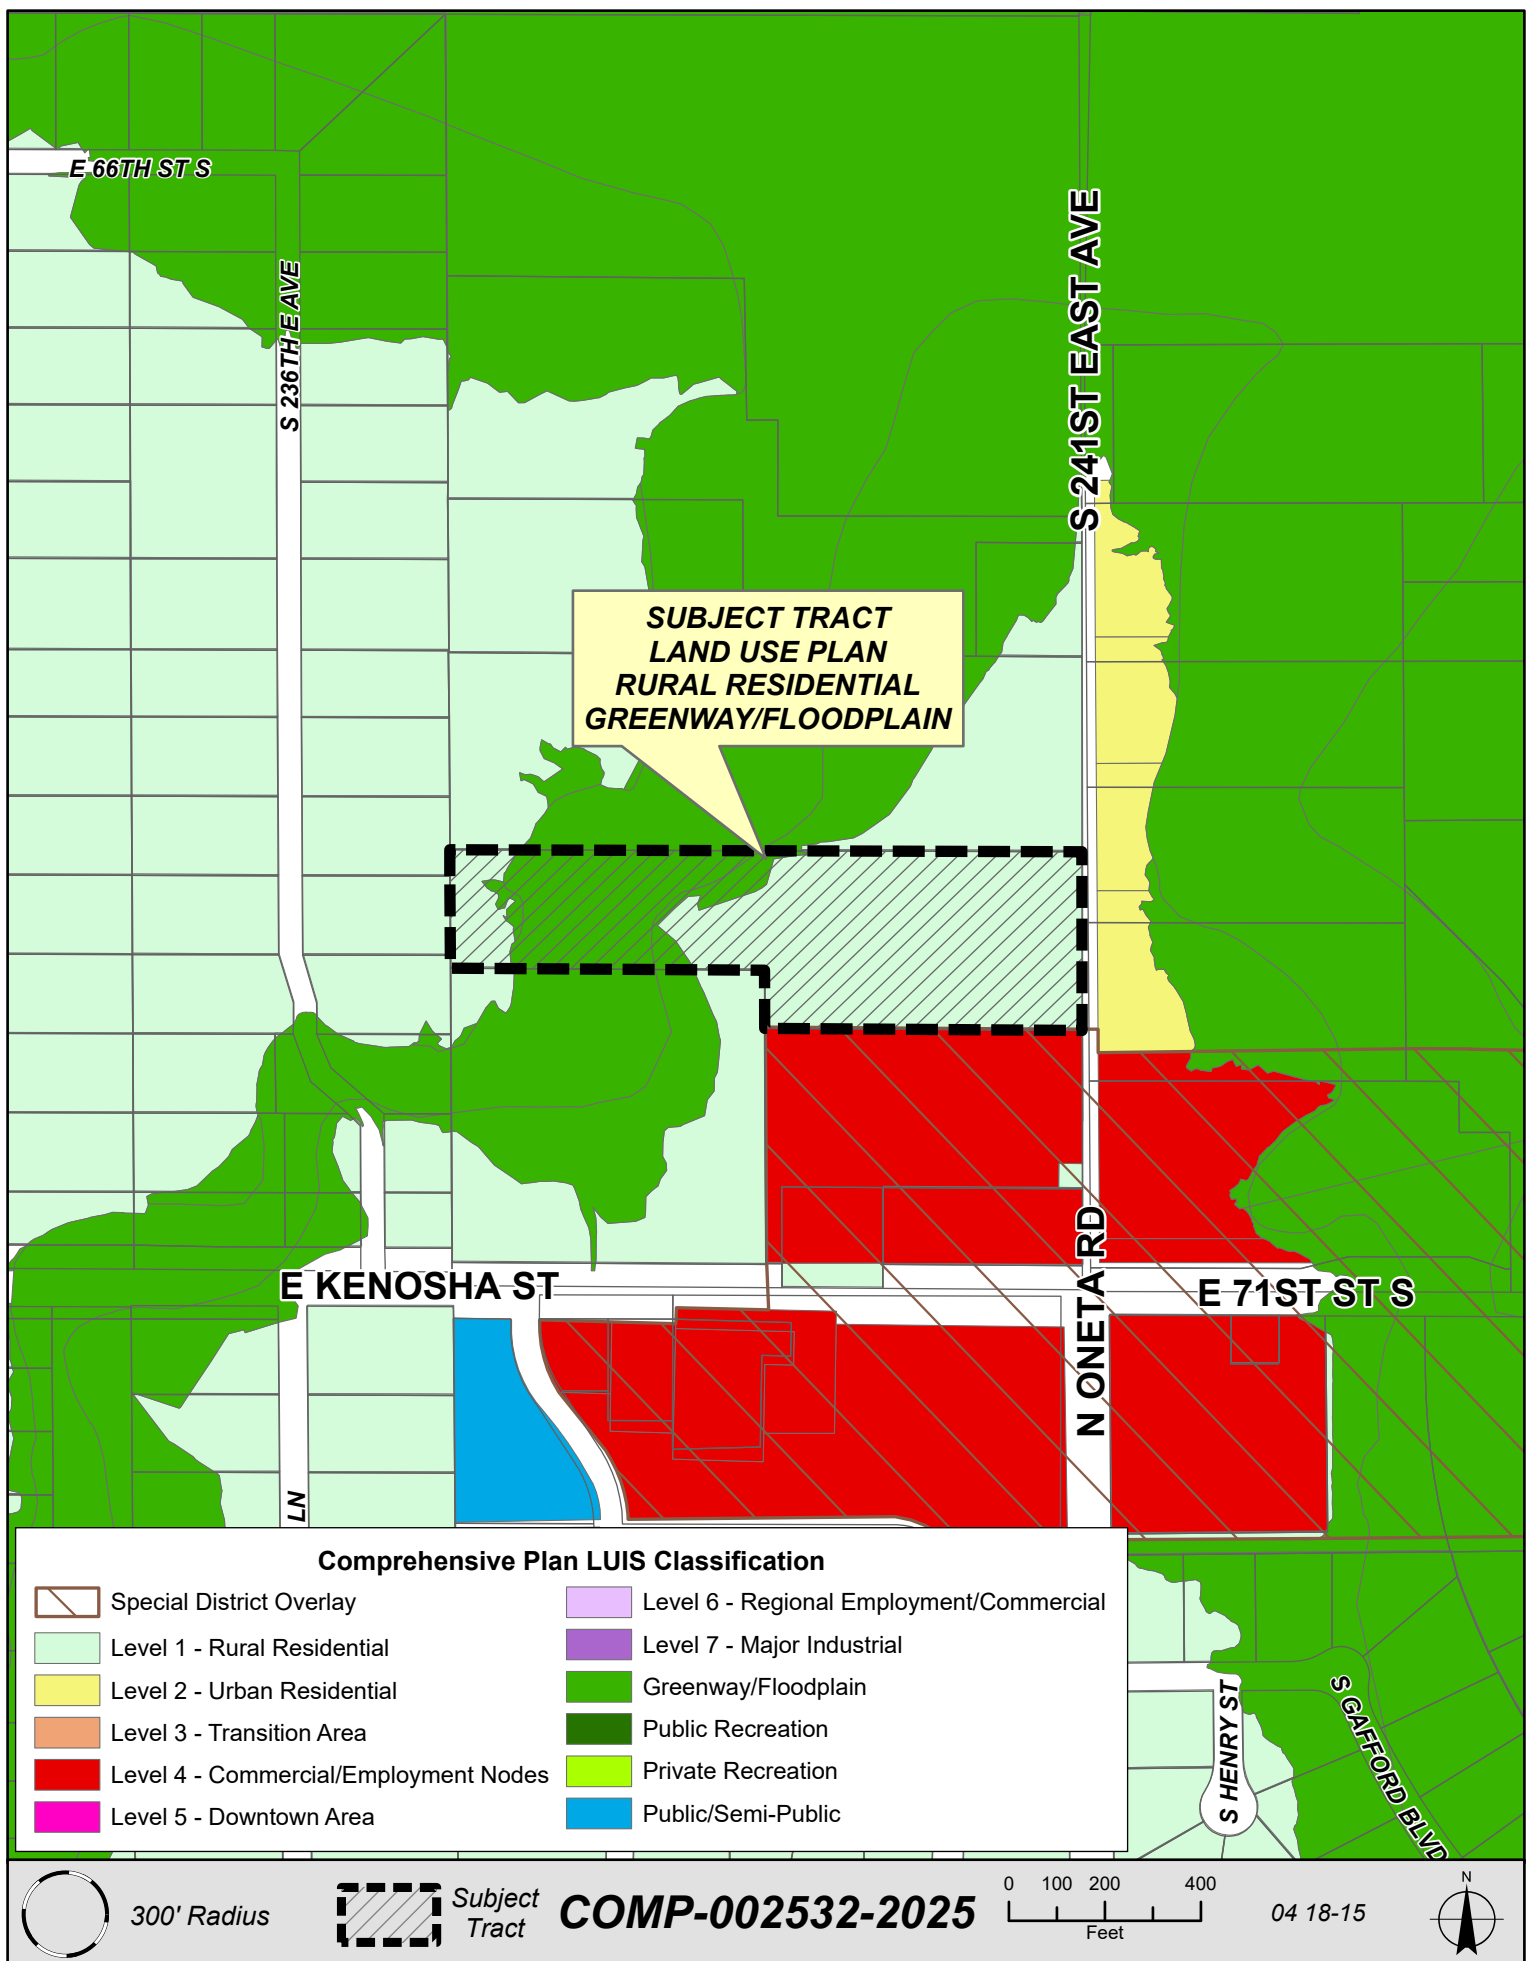 E 66TH ST S
S 236TH E AVE
S 241ST EAST AVE
SUBJECT TRACT
LAND USE PLAN
RURAL RESIDENTIAL
GREENWAY/FLOODPLAIN
E KENOSHA ST
N ONETA RD
E 71ST ST S
LN
Comprehensive Plan LUIS Classification
Special District Overlay
Level 1 - Rural Residential
Level 2 - Urban Residential
Level 3 - Transition Area
Level 4 - Commercial/Employment Nodes
Level 5 - Downtown Area
Level 6 - Regional Employment/Commercial
Level 7 - Major Industrial
Greenway/Floodplain
Public Recreation
Private Recreation
Public/Semi-Public
S HENRY ST
S GAFFORD BLVD
300' Radius
Subject
Tract
COMP-002532-2025
0 100 200 400
Feet
04 18-15
N